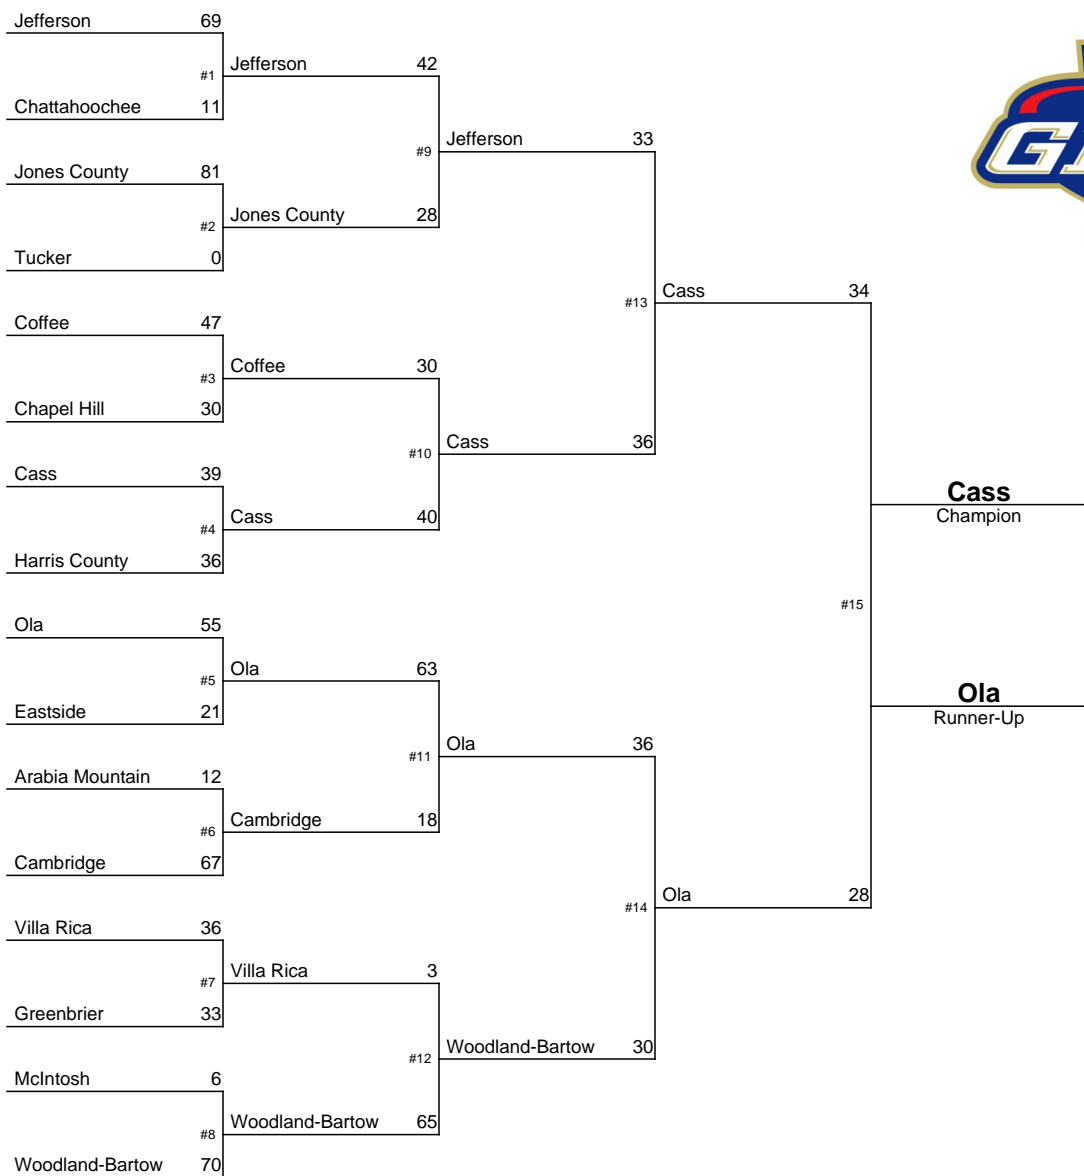 Jefferson 69
#1 Jefferson 42
Chattahoochee 11
#9 Jefferson 33
Jones County 81
#2 Jones County 28
Tucker 0
#13 Cass 34
Coffee 47
#3 Coffee 30
Chapel Hill 30
#10 Cass 36
Cass 39
#4 Cass 40
Harris County 36
Cass
Champion
#15
Ola 55
#5 Ola 63
Eastside 21
#11 Ola 36
Arabia Mountain 12
#6 Cambridge 18
Cambridge 67
Ola
Runner-Up
#14 Ola 28
Villa Rica 36
#7 Villa Rica 3
Greenbrier 33
#12 Woodland-Bartow 30
McIntosh 6
#8 Woodland-Bartow 65
Woodland-Bartow 70